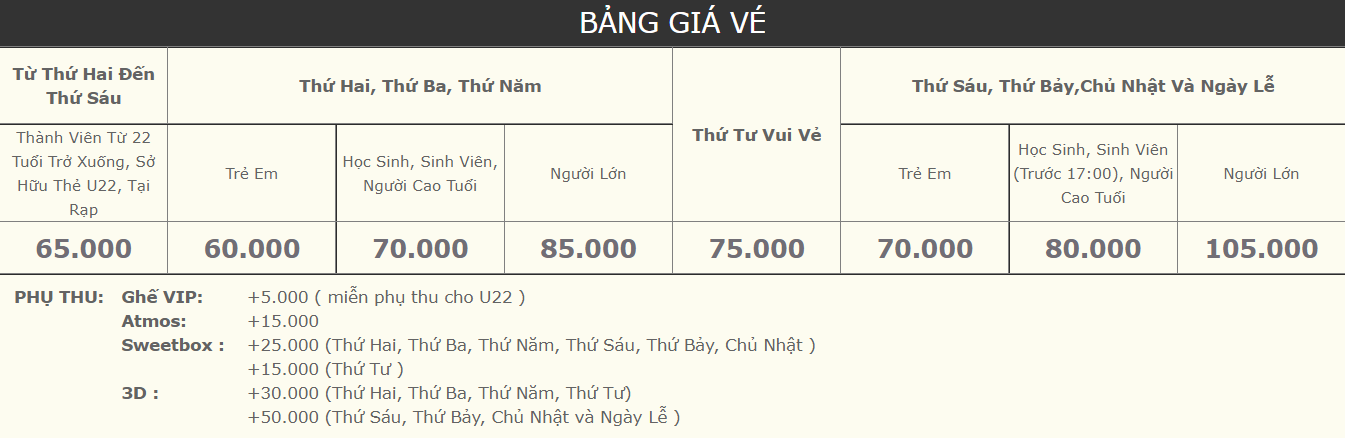 BẢNG GIÁ VÉ
Từ Thứ Hai Đến
Thứ Sáu
Thứ Hai, Thứ Ba, Thứ Năm
Thứ Tư Vui Vẻ
Thứ Sáu, Thứ Bảy,Chủ Nhật Và Ngày Lễ
Thành Viên Từ 22
Tuổi Trở Xuống, Sở
Hữu Thẻ U22, Tại
Rạp
Trẻ Em
Học Sinh, Sinh Viên,
Người Cao Tuổi
Người Lớn
Trẻ Em
Học Sinh, Sinh Viên
(Trước 17:00), Người
Cao Tuổi
Người Lớn
65.000 60.000 70.000 85.000 75.000 70.000 80.000 105.000
PHỤ THU: Ghế VIP: +5.000 ( miễn phụ thu cho U22 )
Atmos: +15.000
Sweetbox : +25.000 (Thứ Hai, Thứ Ba, Thứ Năm, Thứ Sáu, Thứ Bảy, Chủ Nhật )
+15.000 (Thứ Tư )
3D : +30.000 (Thứ Hai, Thứ Ba, Thứ Năm, Thứ Tư)
+50.000 (Thứ Sáu, Thứ Bảy, Chủ Nhật và Ngày Lễ )